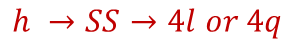 h → SS → 4l or 4q